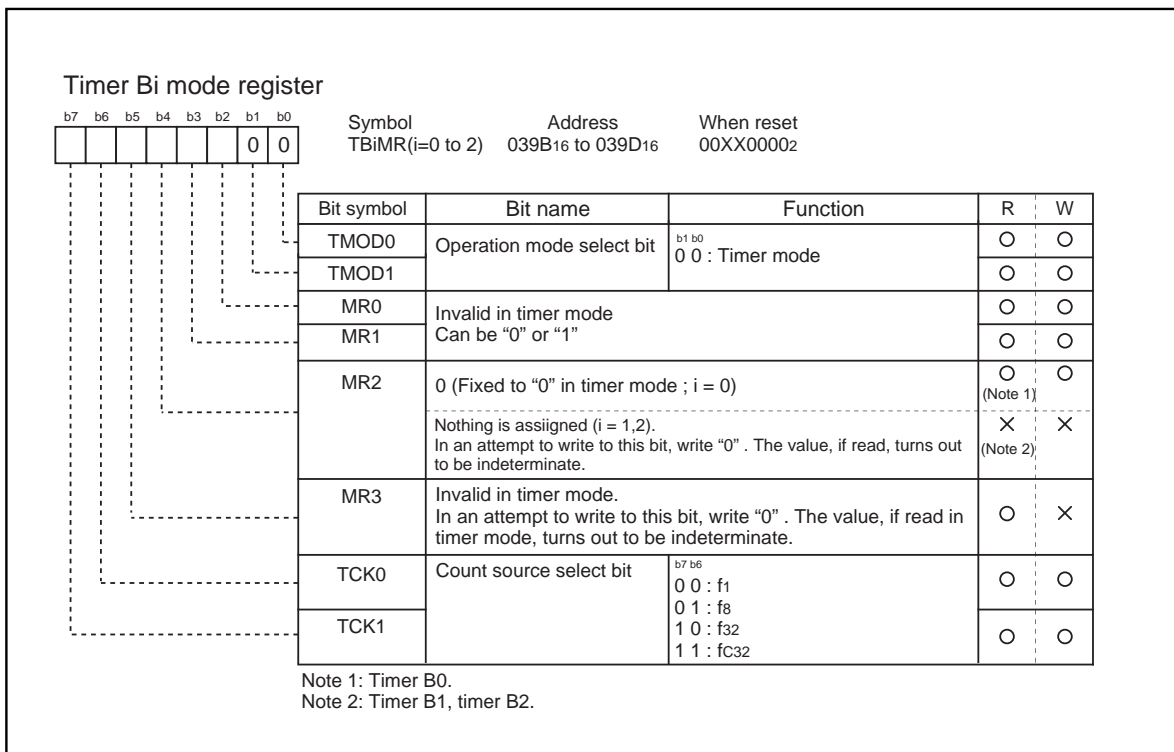 Timer Bi mode register
b7 b6 b5 b4 b3 b2 b1 b0
0 0
Symbol Address When reset
TBiMR(i=0 to 2) 039B16 to 039D16 00XX00002
Bit symbol Bit name Function R W
TMOD0 Operation mode select bit b1 b0
0 0 : Timer mode
TMOD1
MR0 Invalid in timer mode
MR1 Can be “0” or “1”
MR2 0 (Fixed to “0” in timer mode ; i = 0)
(Note 1)
Nothing is assiigned (i = 1,2).
In an attempt to write to this bit, write “0” . The value, if read, turns out
to be indeterminate.
(Note 2)
MR3 Invalid in timer mode.
In an attempt to write to this bit, write “0” . The value, if read in
timer mode, turns out to be indeterminate.
TCK0 Count source select bit b7 b6
0 0 : f1
0 1 : f8
TCK1 1 0 : f32
1 1 : fC32
Note 1: Timer B0.
Note 2: Timer B1, timer B2.